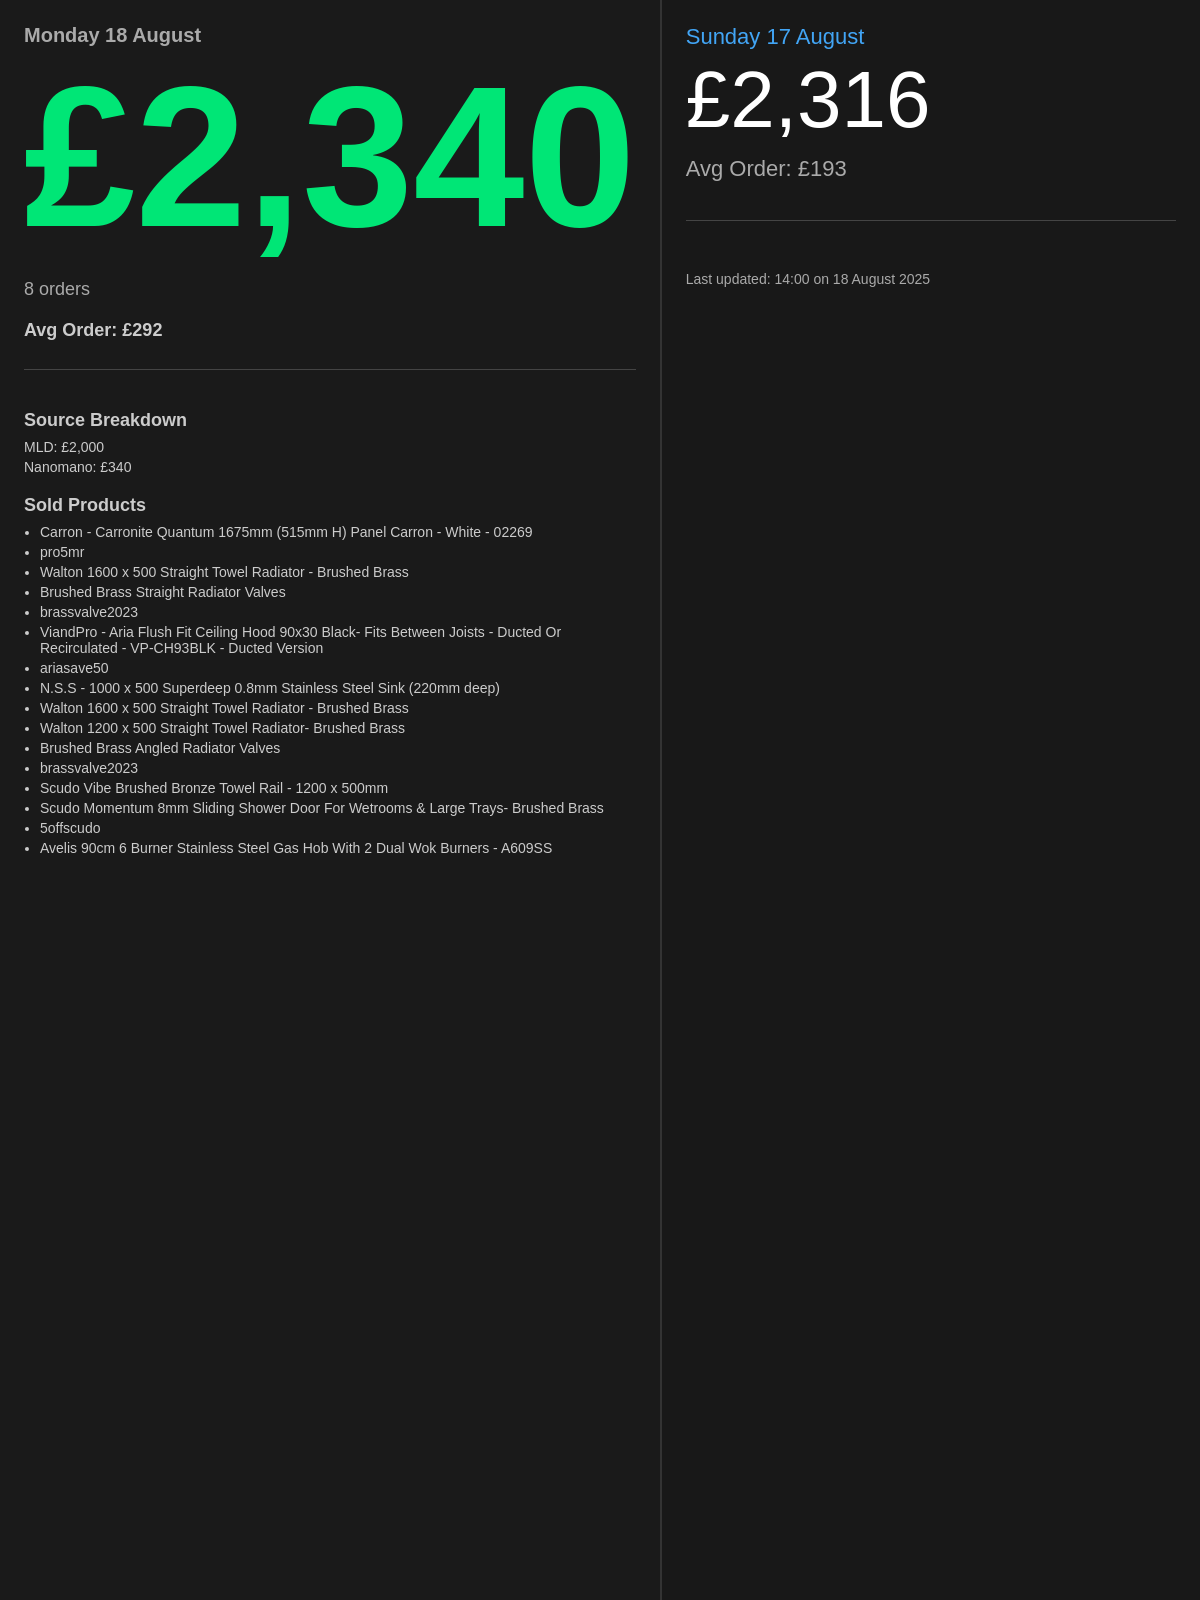 Monday 18 August
£2,340
8 orders
Avg Order: £292
Source Breakdown
MLD: £2,000
Nanomano: £340
Sold Products
• Carron - Carronite Quantum 1675mm (515mm H) Panel Carron - White - 02269
• pro5mr
• Walton 1600 x 500 Straight Towel Radiator - Brushed Brass
• Brushed Brass Straight Radiator Valves
• brassvalve2023
• ViandPro - Aria Flush Fit Ceiling Hood 90x30 Black- Fits Between Joists - Ducted Or
Recirculated - VP-CH93BLK - Ducted Version
• ariasave50
• N.S.S - 1000 x 500 Superdeep 0.8mm Stainless Steel Sink (220mm deep)
• Walton 1600 x 500 Straight Towel Radiator - Brushed Brass
• Walton 1200 x 500 Straight Towel Radiator- Brushed Brass
• Brushed Brass Angled Radiator Valves
• brassvalve2023
• Scudo Vibe Brushed Bronze Towel Rail - 1200 x 500mm
• Scudo Momentum 8mm Sliding Shower Door For Wetrooms & Large Trays- Brushed Brass
• 5offscudo
• Avelis 90cm 6 Burner Stainless Steel Gas Hob With 2 Dual Wok Burners - A609SS
Sunday 17 August
£2,316
Avg Order: £193
Last updated: 14:00 on 18 August 2025